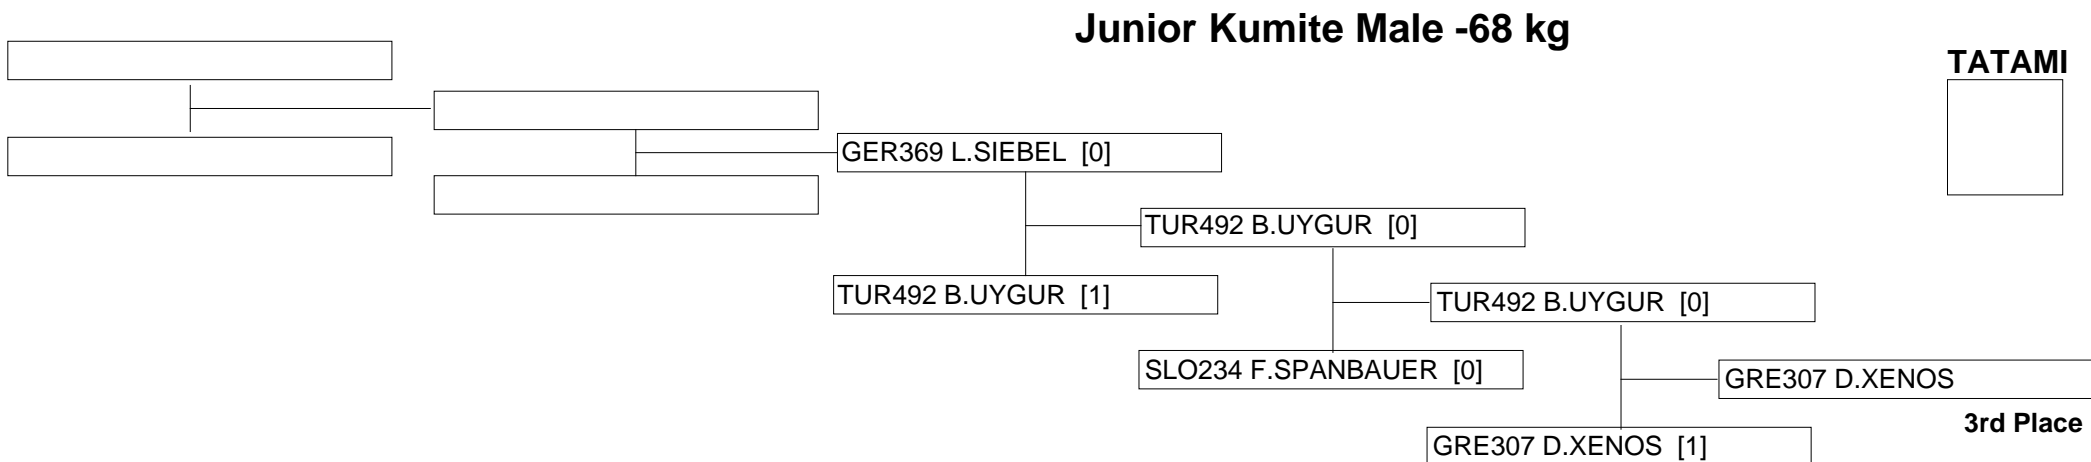 Junior Kumite Male -68 kg
TATAMI
GER369 L.SIEBEL [0]
TUR492 B.UYGUR [0]
TUR492 B.UYGUR [1]
TUR492 B.UYGUR [0]
SLO234 F.SPANBAUER [0]
GRE307 D.XENOS
3rd Place
GRE307 D.XENOS [1]